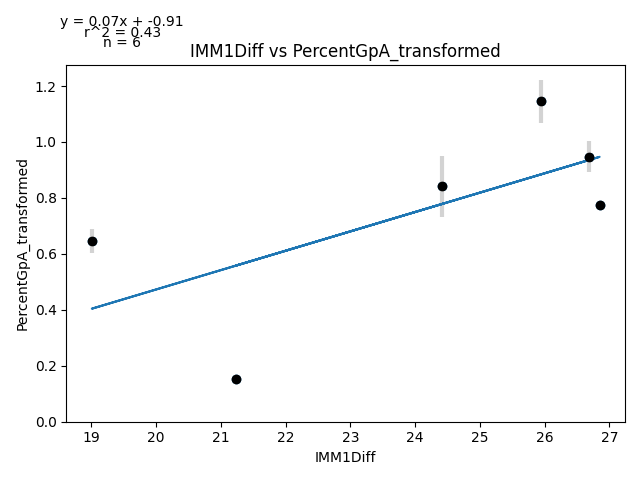 y = 0.07x + -0.91
r^2 = 0.43
n = 6
IMM1Diff vs PercentGpA_transformed
PercentGpA_transformed
1.2
1.0
0.8
0.6
0.4
0.2
0.0
19 20 21 22 23 24 25 26 27
IMM1Diff